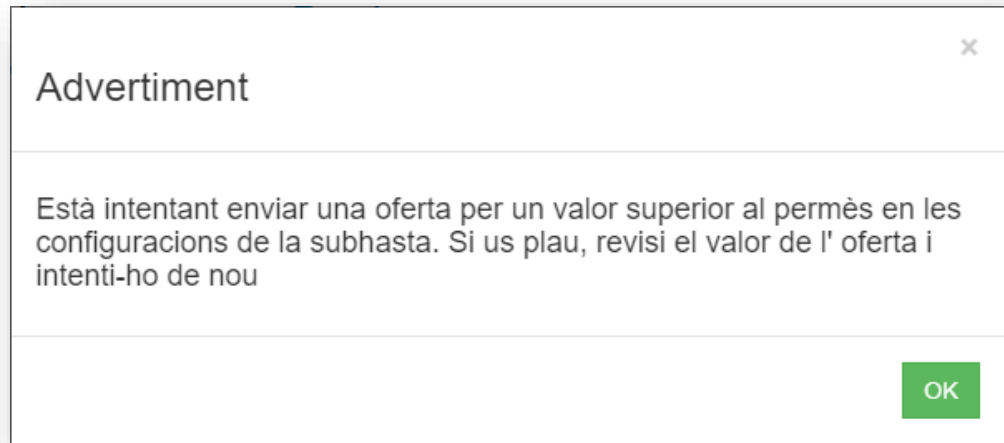 ×
Advertiment
Està intentant enviar una oferta per un valor superior al permès en les
configuracions de la subhasta. Si us plau, revisi el valor de l' oferta i
intenti-ho de nou
OK